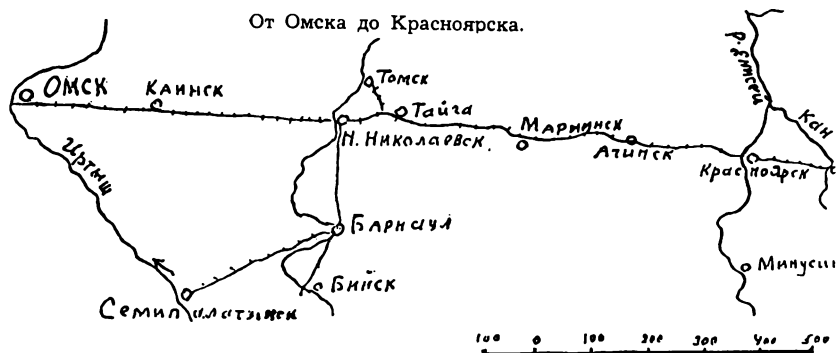 От Омска до Красноярска.
ОМСК
Каинск
Томск
Тайга
Н. Николаевск.
Мариинск
Ачинск
Красноярск
р. Енисей
Кан
Иртыш
Барнаул
Бийск
Семипалатинск
Минусин
100 0 100 200 300 400 500